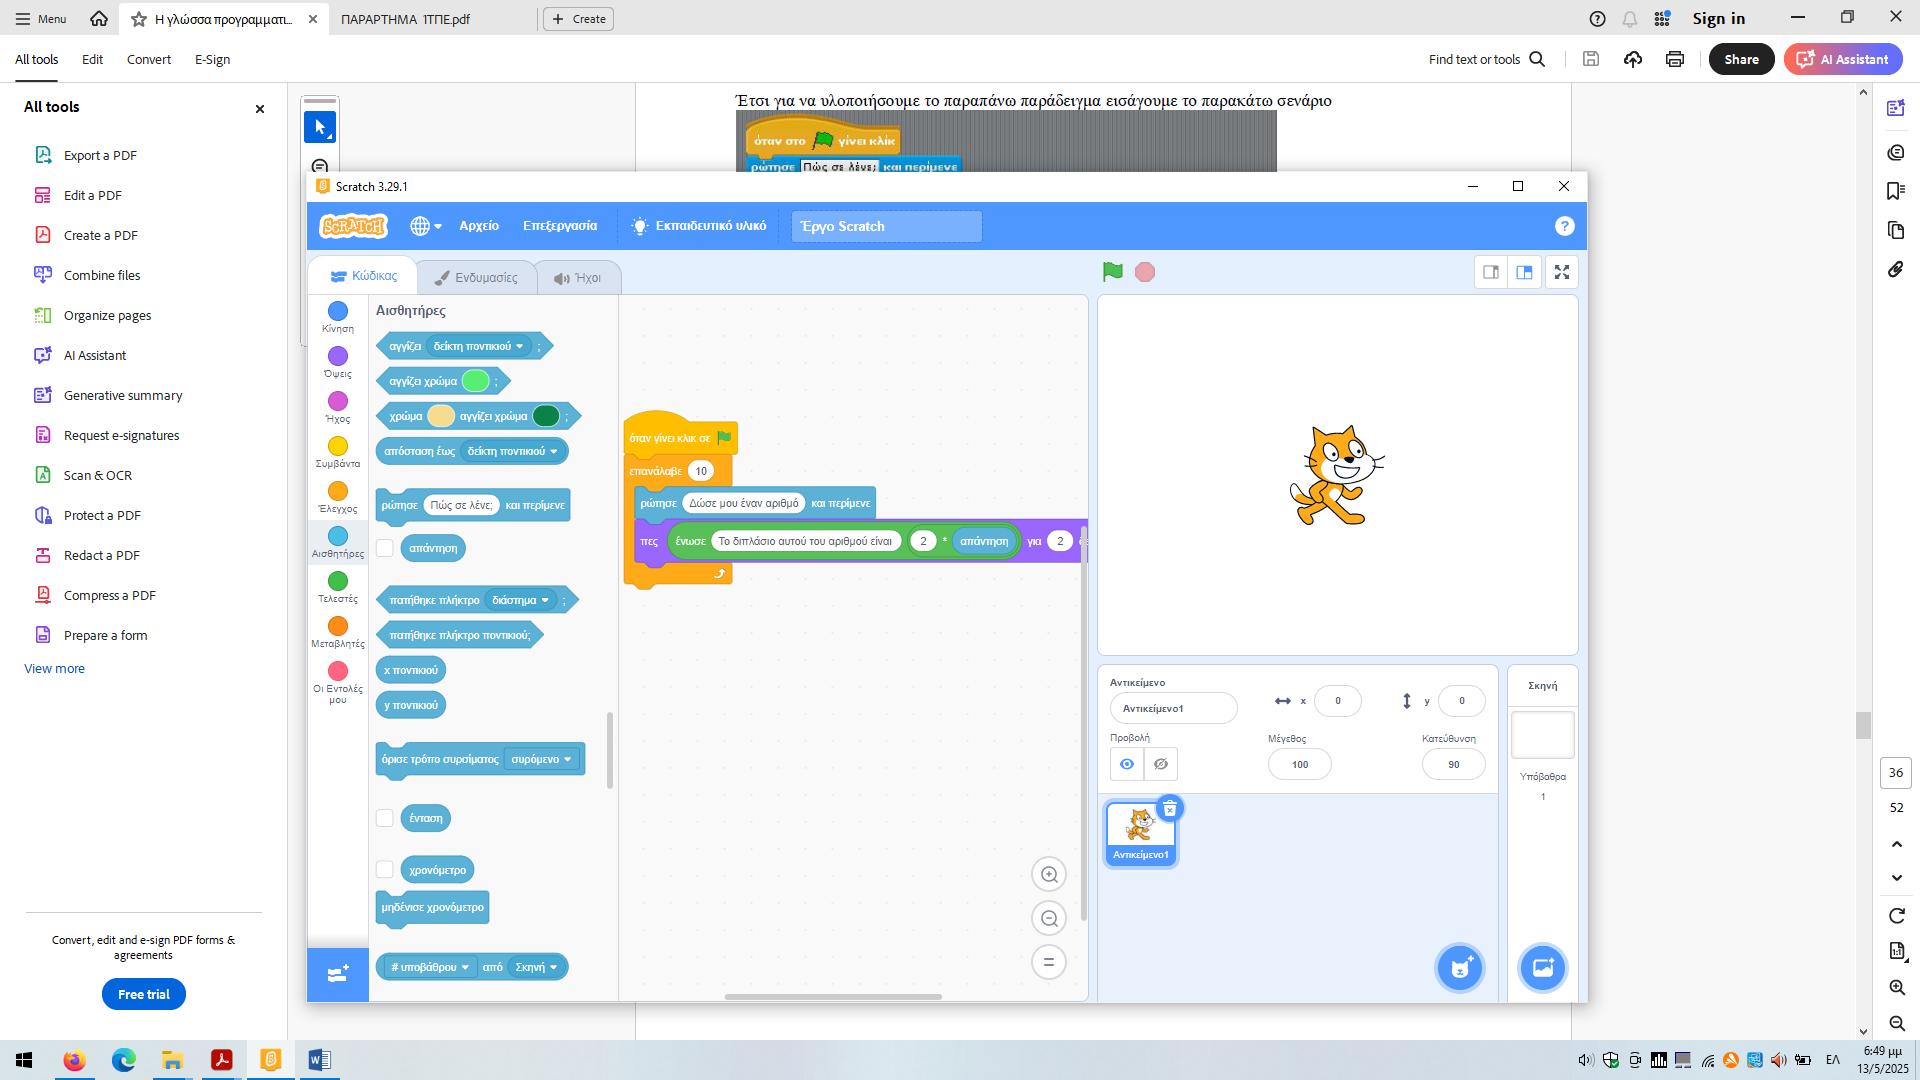 Menu
Η γλώσσα προγραμματι...
ΠΑΡΑΡΤΗΜΑ 1ΤΠΕ.pdf
Create
Sign in
All tools
Edit
Convert
E-Sign
Find text or tools
Share
AI Assistant
All tools
Export a PDF
Edit a PDF
Create a PDF
Combine files
Organize pages
AI Assistant
Generative summary
Request e-signatures
Scan & OCR
Protect a PDF
Redact a PDF
Compress a PDF
Prepare a form
View more
Convert, edit and e-sign PDF forms & agreements
Free trial
Έτσι για να υλοποιήσουμε το παραπάνω παράδειγμα εισάγουμε το παρακάτω σενάριο
όταν στο γίνει κλίκ
ρώτησε Πώς σε λένε; και περίμενε
Scratch 3.29.1
SCRATCH
Αρχείο
Επεξεργασία
Εκπαιδευτικό υλικό
Έργο Scratch
?
Κώδικας
Ενδυμασίες
Ήχοι
Κίνηση
Όψεις
Ήχος
Συμβάντα
Έλεγχος
Αισθητήρες
Τελεστές
Μεταβλητές
Οι Εντολές μου
Αισθητήρες
αγγίζει δείκτη ποντικιού ;
αγγίζει χρώμα ;
χρώμα αγγίζει χρώμα ;
απόσταση έως δείκτη ποντικιού
ρώτησε Πώς σε λένε; και περίμενε
απάντηση
πατήθηκε πλήκτρο διάστημα ;
πατήθηκε πλήκτρο ποντικιού;
x ποντικιού
y ποντικιού
όρισε τρόπο συρσίματος συρόμενο
ένταση
χρονόμετρο
μηδένισε χρονόμετρο
# υποβάθρου από Σκηνή
όταν γίνει κλικ σε
επανάλαβε 10
ρώτησε Δώσε μου έναν αριθμό και περίμενε
πες ένωσε Το διπλάσιο αυτού του αριθμού είναι 2 * απάντηση για 2
Αντικείμενο
Αντικείμενο1
x 0
y 0
Προβολή
Μέγεθος
100
Κατεύθυνση
90
Αντικείμενο1
Σκηνή
Υπόβαθρα
1
36
52
1:1
ΕΛ
6:49 μμ
13/5/2025